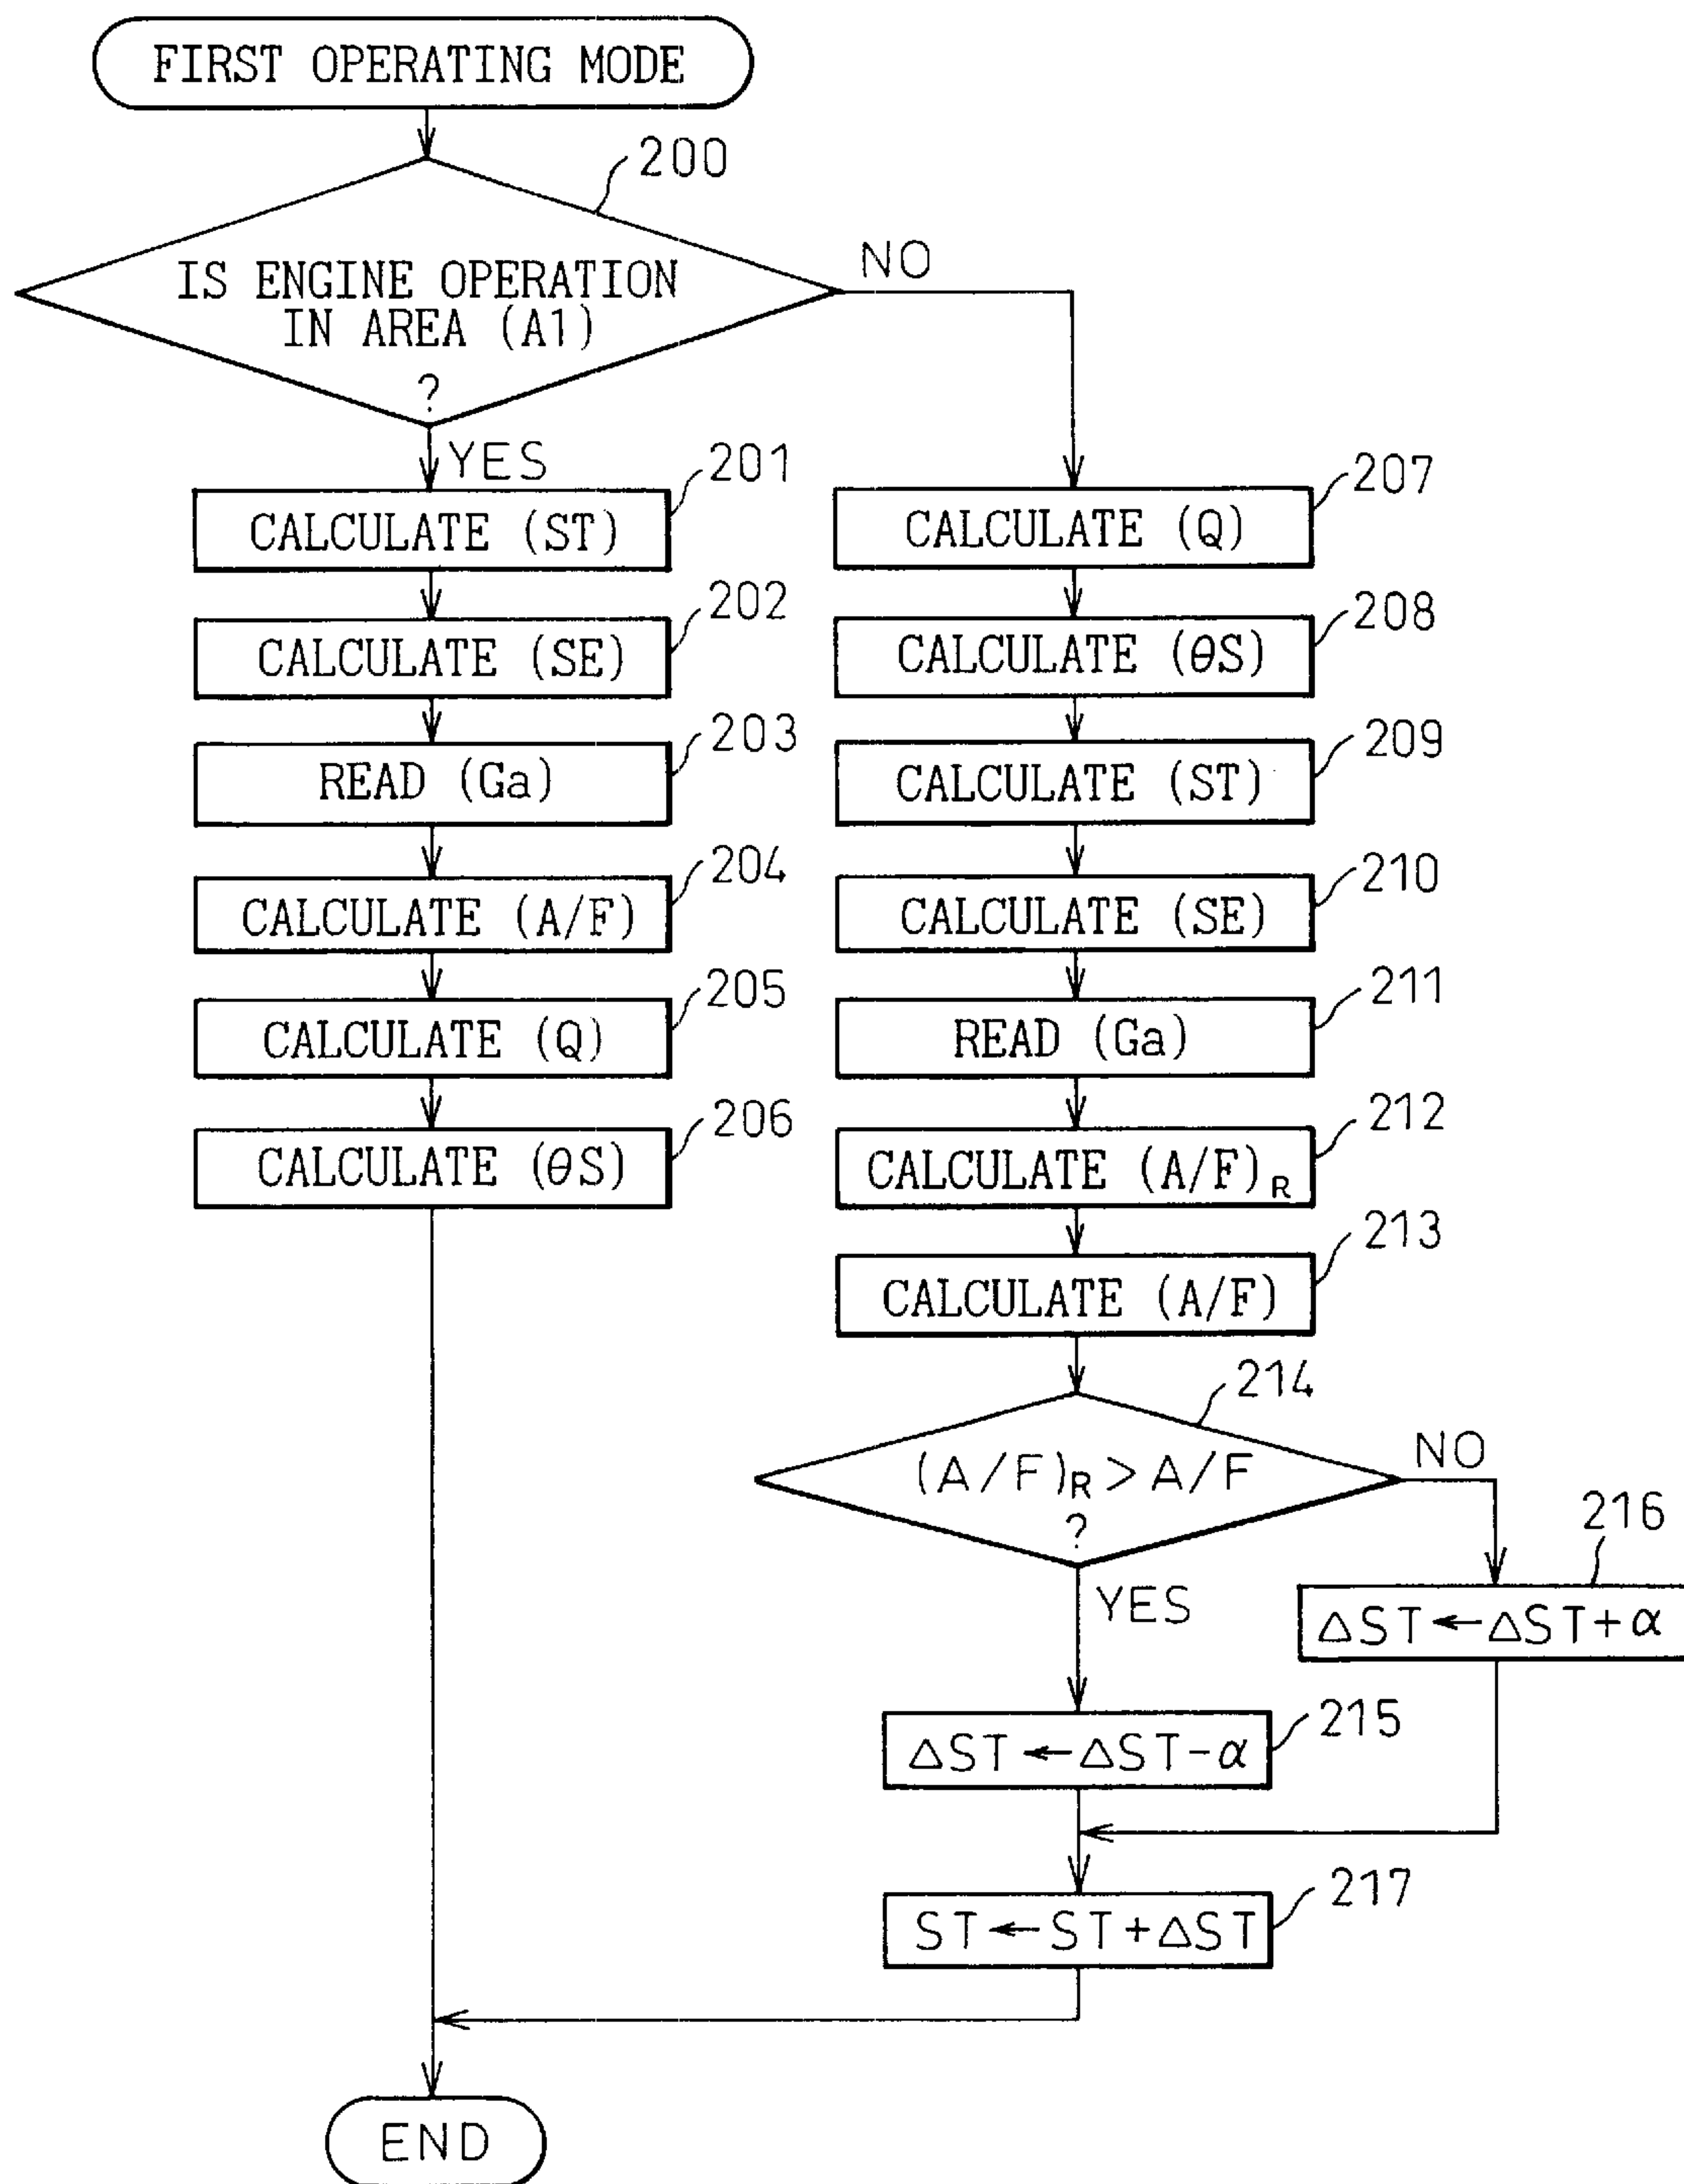 FIRST OPERATING MODE
200
IS ENGINE OPERATION
IN AREA (A1)
?
NO
YES
201
CALCULATE (ST)
202
CALCULATE (SE)
203
READ (Ga)
204
CALCULATE (A/F)
205
CALCULATE (Q)
206
CALCULATE (θS)
207
CALCULATE (Q)
208
CALCULATE (θS)
209
CALCULATE (ST)
210
CALCULATE (SE)
211
READ (Ga)
212
CALCULATE (A/F)R
213
CALCULATE (A/F)
214
(A/F)R > A/F
?
NO
YES
216
ΔST←ΔST+α
215
ΔST←ΔST-α
217
ST←ST+ΔST
END